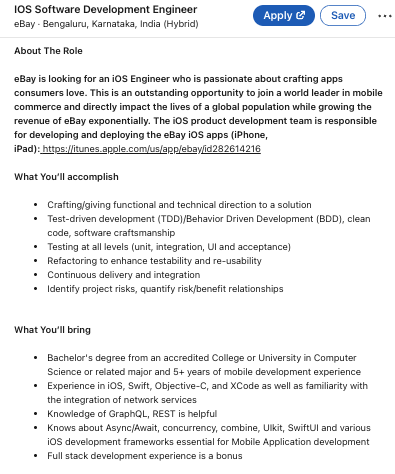 IOS Software Development Engineer
eBay · Bengaluru, Karnataka, India (Hybrid)
Apply
Save
About The Role
eBay is looking for an iOS Engineer who is passionate about crafting apps
consumers love. This is an outstanding opportunity to join a world leader in mobile
commerce and directly impact the lives of a global population while growing the
revenue of eBay exponentially. The iOS product development team is responsible
for developing and deploying the eBay iOS apps (iPhone,
iPad): https://itunes.apple.com/us/app/ebay/id282614216
What You'll accomplish
• Crafting/giving functional and technical direction to a solution
• Test-driven development (TDD)/Behavior Driven Development (BDD), clean
code, software craftsmanship
• Testing at all levels (unit, integration, UI and acceptance)
• Refactoring to enhance testability and re-usability
• Continuous delivery and integration
• Identify project risks, quantify risk/benefit relationships
What You'll bring
• Bachelor's degree from an accredited College or University in Computer
Science or related major and 5+ years of mobile development experience
• Experience in iOS, Swift, Objective-C, and XCode as well as familiarity with
the integration of network services
• Knowledge of GraphQL, REST is helpful
• Knows about Async/Await, concurrency, combine, UIkit, SwiftUI and various
iOS development frameworks essential for Mobile Application development
• Full stack development experience is a bonus